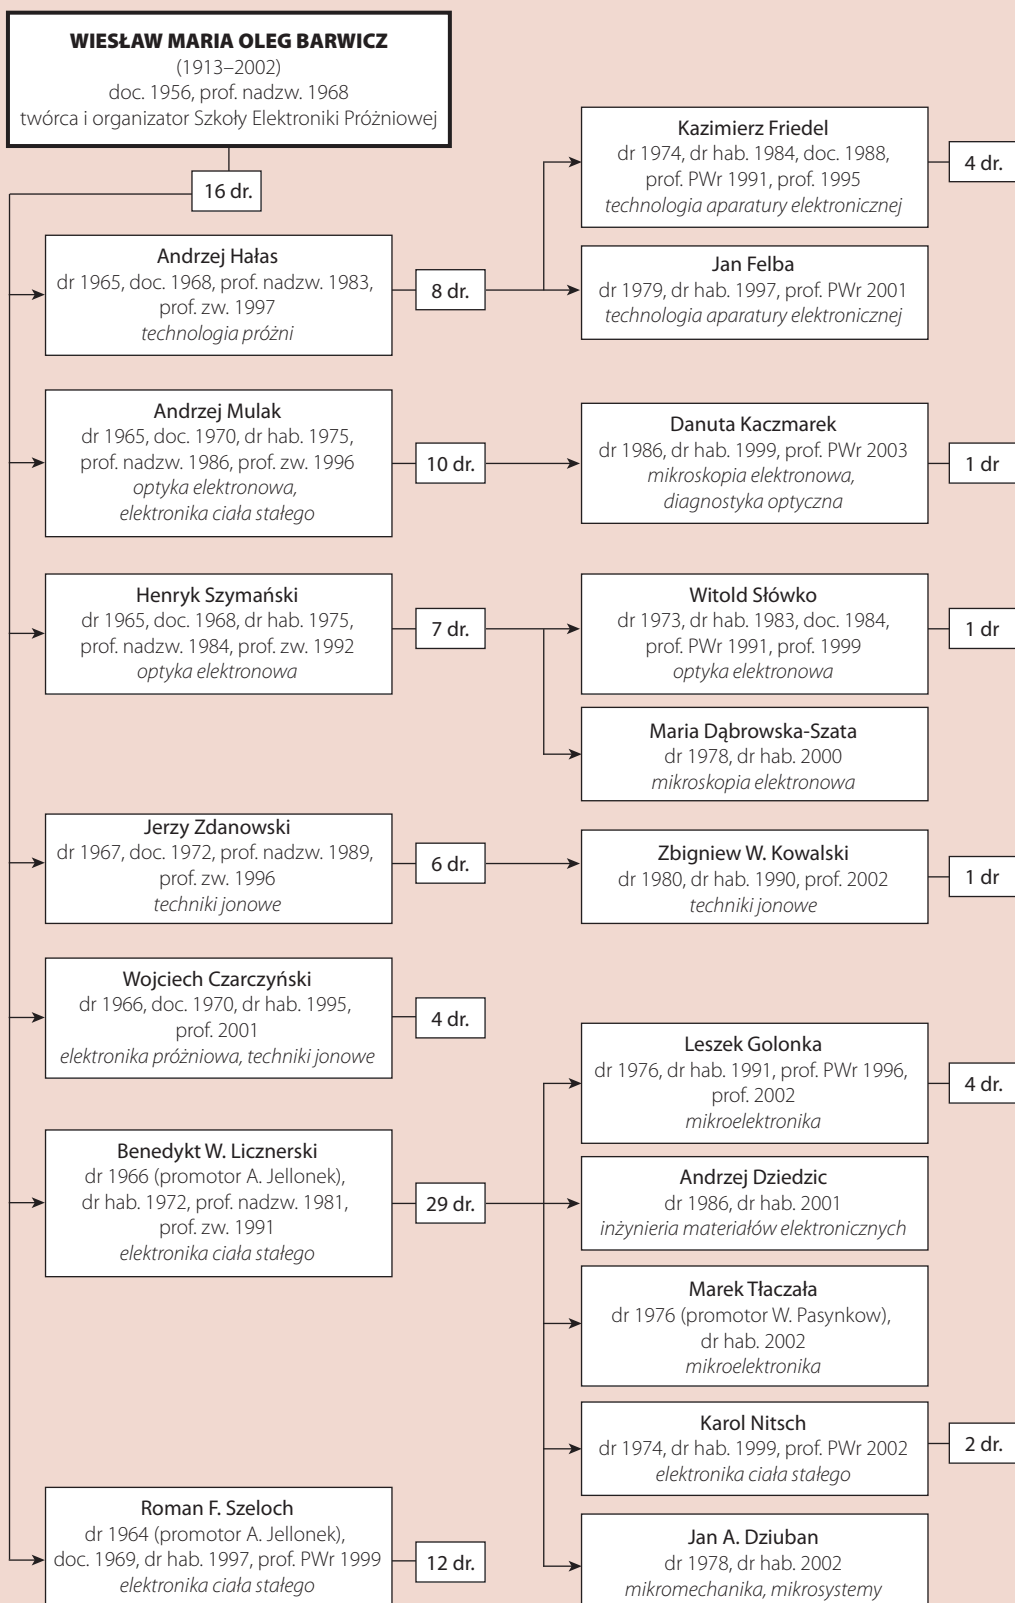 WIESŁAW MARIA OLEG BARWICZ
(1913–2002)
doc. 1956, prof. nadzw. 1968
twórca i organizator Szkoły Elektroniki Próżniowej
16 dr.
Andrzej Hałas
dr 1965, doc. 1968, prof. nadzw. 1983,
prof. zw. 1997
technologia próżni
8 dr.
Kazimierz Friedel
dr 1974, dr hab. 1984, doc. 1988,
prof. PWr 1991, prof. 1995
technologia aparatury elektronicznej
4 dr.
Jan Felba
dr 1979, dr hab. 1997, prof. PWr 2001
technologia aparatury elektronicznej
Andrzej Mulak
dr 1965, doc. 1970, dr hab. 1975,
prof. nadzw. 1986, prof. zw. 1996
optyka elektronowa,
elektronika ciała stałego
10 dr.
Danuta Kaczmarek
dr 1986, dr hab. 1999, prof. PWr 2003
mikroskopia elektronowa,
diagnostyka optyczna
1 dr
Henryk Szymański
dr 1965, doc. 1968, dr hab. 1975,
prof. nadzw. 1984, prof. zw. 1992
optyka elektronowa
7 dr.
Witold Słówko
dr 1973, dr hab. 1983, doc. 1984,
prof. PWr 1991, prof. 1999
optyka elektronowa
1 dr
Maria Dąbrowska-Szata
dr 1978, dr hab. 2000
mikroskopia elektronowa
Jerzy Zdanowski
dr 1967, doc. 1972, prof. nadzw. 1989,
prof. zw. 1996
techniki jonowe
6 dr.
Zbigniew W. Kowalski
dr 1980, dr hab. 1990, prof. 2002
techniki jonowe
1 dr
Wojciech Czarczyński
dr 1966, doc. 1970, dr hab. 1995,
prof. 2001
elektronika próżniowa, techniki jonowe
4 dr.
Benedykt W. Licznerski
dr 1966 (promotor A. Jellonek),
dr hab. 1972, prof. nadzw. 1981,
prof. zw. 1991
elektronika ciała stałego
29 dr.
Leszek Golonka
dr 1976, dr hab. 1991, prof. PWr 1996,
prof. 2002
mikroelektronika
4 dr.
Andrzej Dziedzic
dr 1986, dr hab. 2001
inżynieria materiałów elektronicznych
Marek Tłaczała
dr 1976 (promotor W. Pasynkow),
dr hab. 2002
mikroelektronika
Karol Nitsch
dr 1974, dr hab. 1999, prof. PWr 2002
elektronika ciała stałego
2 dr.
Jan A. Dziuban
dr 1978, dr hab. 2002
mikromechanika, mikrosystemy
Roman F. Szeloch
dr 1964 (promotor A. Jellonek),
doc. 1969, dr hab. 1997, prof. PWr 1999
elektronika ciała stałego
12 dr.